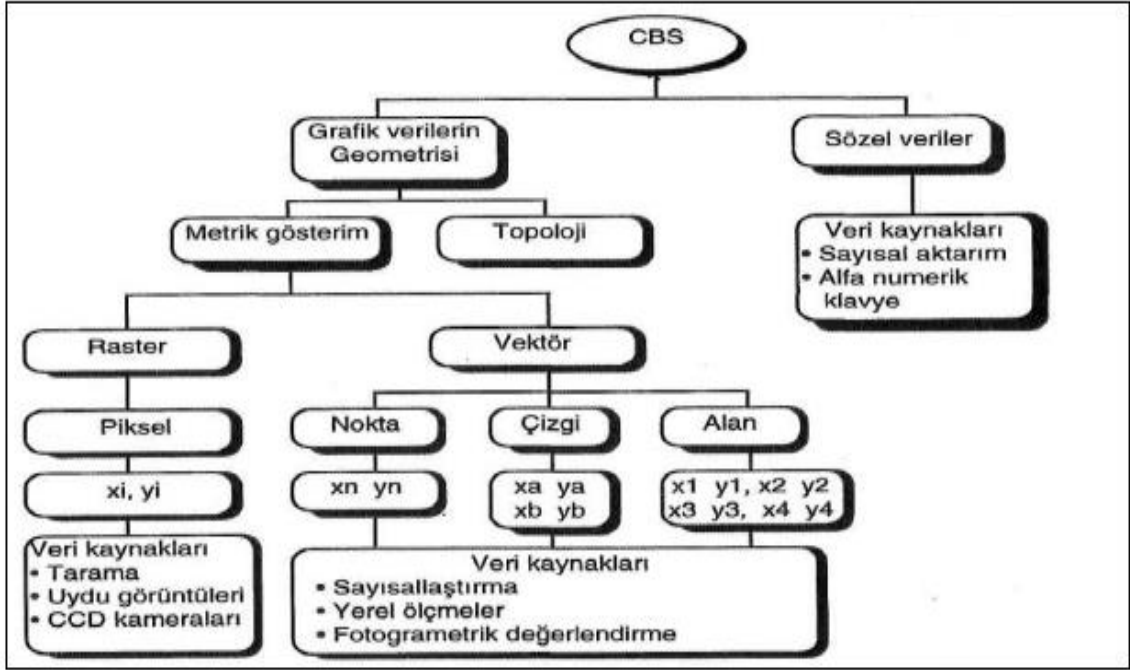 CBS
Grafik verilerin
Geometrisi
Sözel veriler
Metrik gösterim
Topoloji
Veri kaynakları
• Sayısal aktarım
• Alfa numerik
klavye
Raster
Vektör
Piksel
Nokta
Çizgi
Alan
xi, yi
xn yn
xa ya
xb yb
x1 y1, x2 y2
x3 y3, x4 y4
Veri kaynakları
• Tarama
• Uydu görüntüleri
• CCD kameraları
Veri kaynakları
• Sayısallaştırma
• Yerel ölçmeler
• Fotogrametrik değerlendirme